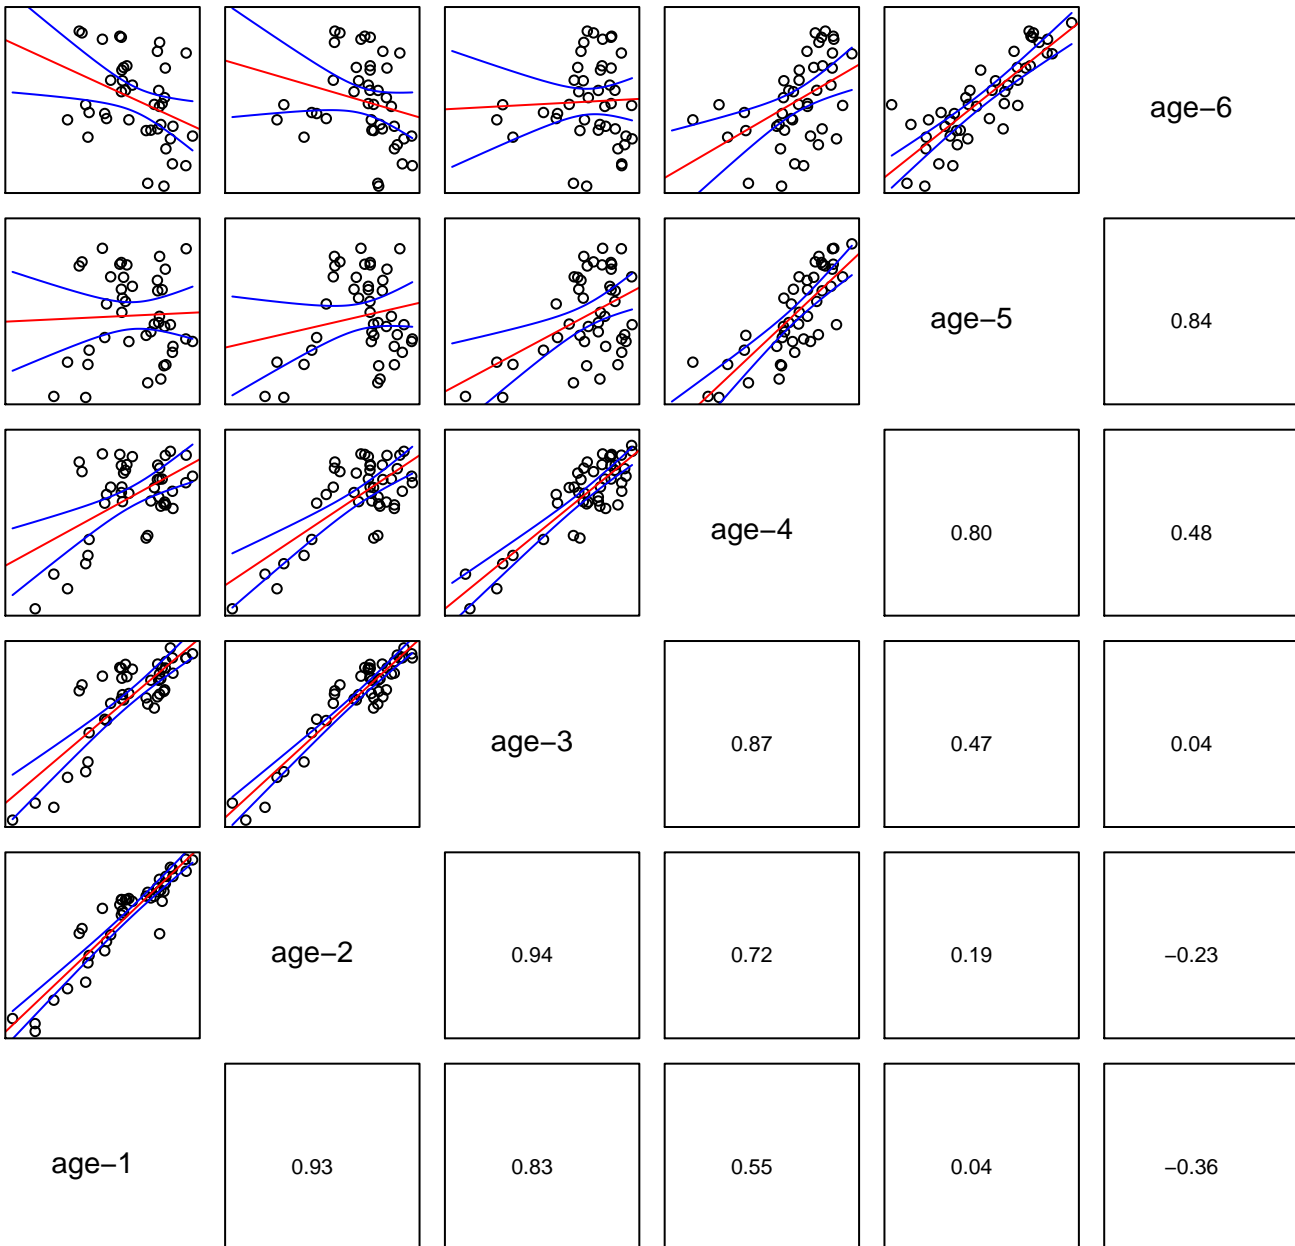 age−6
age−5 0.84
age−4 0.80 0.48
age−3 0.87 0.47 0.04
age−2 0.94 0.72 0.19 −0.23
age−1 0.93 0.83 0.55 0.04 −0.36